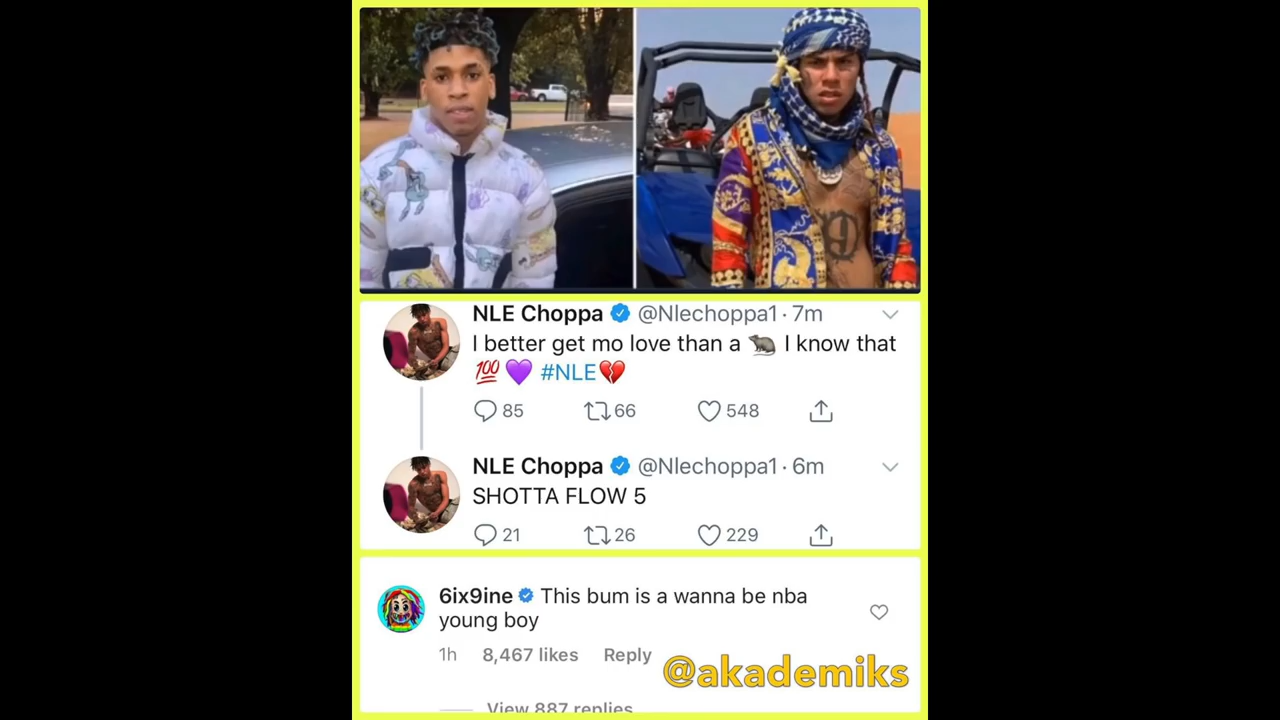 NLE Choppa @Nlechoppa1 · 7m
I better get mo love than a 🐀 I know that
💯💜 #NLE💔
85 66 548
NLE Choppa @Nlechoppa1 · 6m
SHOTTA FLOW 5
21 26 229
6ix9ine This bum is a wanna be nba
young boy
1h 8,467 likes Reply
@akademiks
View 887 replies